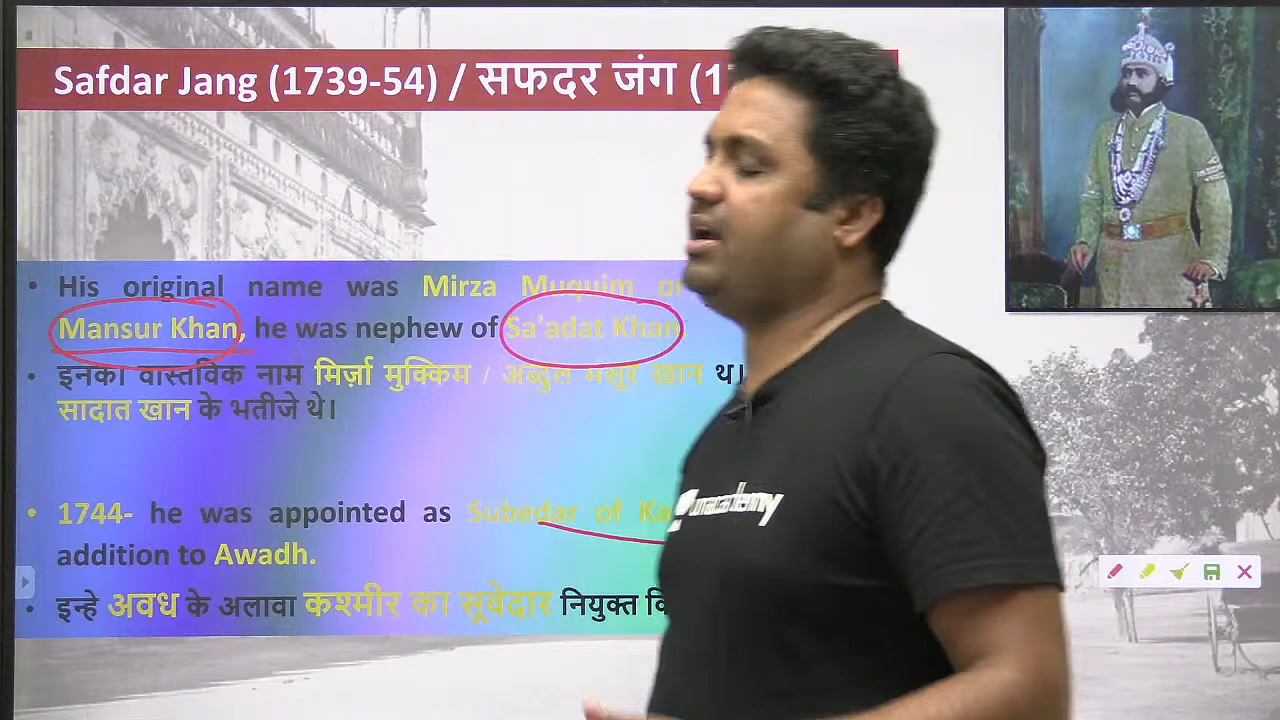 Safdar Jang (1739-54) / सफदर जंग (1
• His original name was Mirza Muquim or
Mansur Khan, he was nephew of Sa'adat Khan
• इनका वास्तविक नाम मिर्ज़ा मुक्किम / अब्दुल मंसूर खान थ।
सादात खान के भतीजे थे।
• 1744- he was appointed as Subedar of Ka
addition to Awadh.
• इन्हे अवध के अलावा कश्मीर का सूबेदार नियुक्त
unacademy